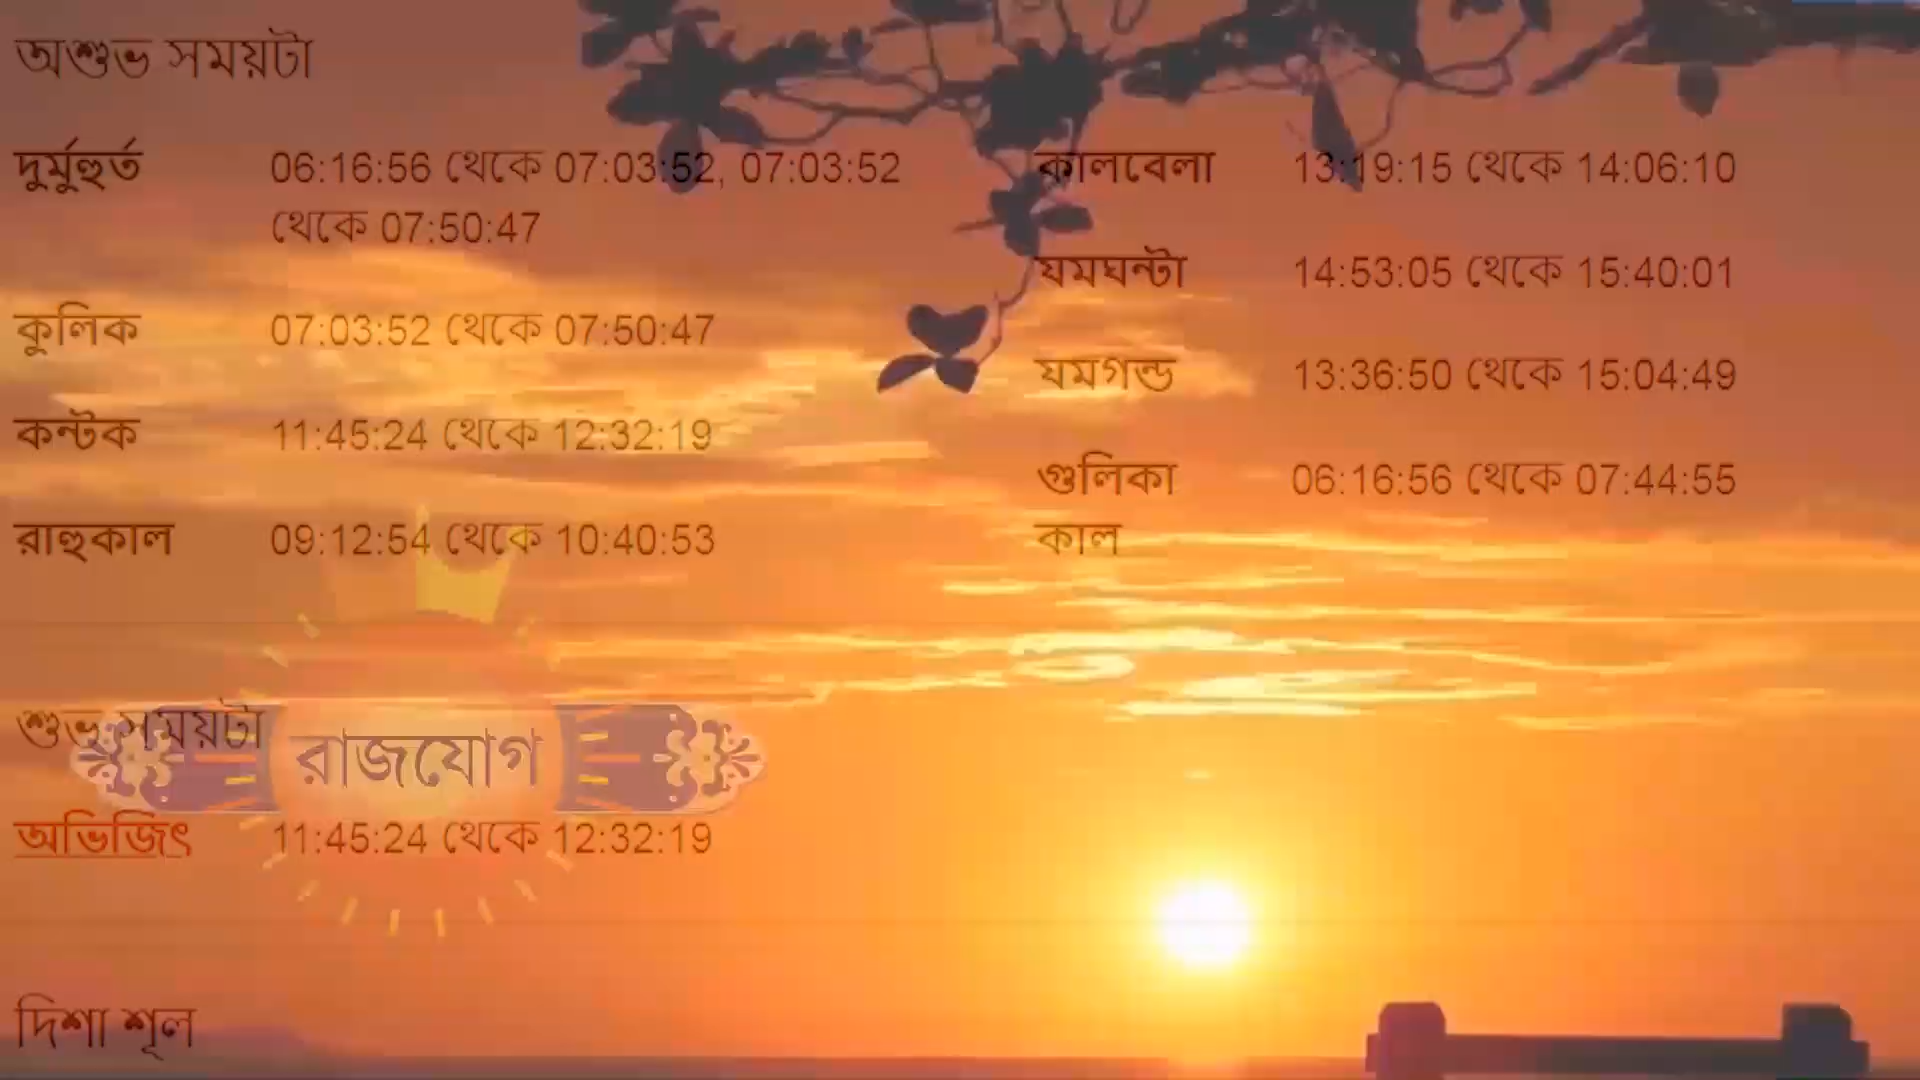 অশুভ সময়টা
দুর্মুহুর্ত 06:16:56 থেকে 07:03:52, 07:03:52
থেকে 07:50:47
কুলিক 07:03:52 থেকে 07:50:47
কন্টক 11:45:24 থেকে 12:32:19
রাহুকাল 09:12:54 থেকে 10:40:53
কালবেলা 13:19:15 থেকে 14:06:10
যমঘন্টা 14:53:05 থেকে 15:40:01
যমগন্ড 13:36:50 থেকে 15:04:49
গুলিকা 06:16:56 থেকে 07:44:55
কাল
শুভ সময়টা
রাজযোগ
অভিজিৎ 11:45:24 থেকে 12:32:19
দিশা শূল